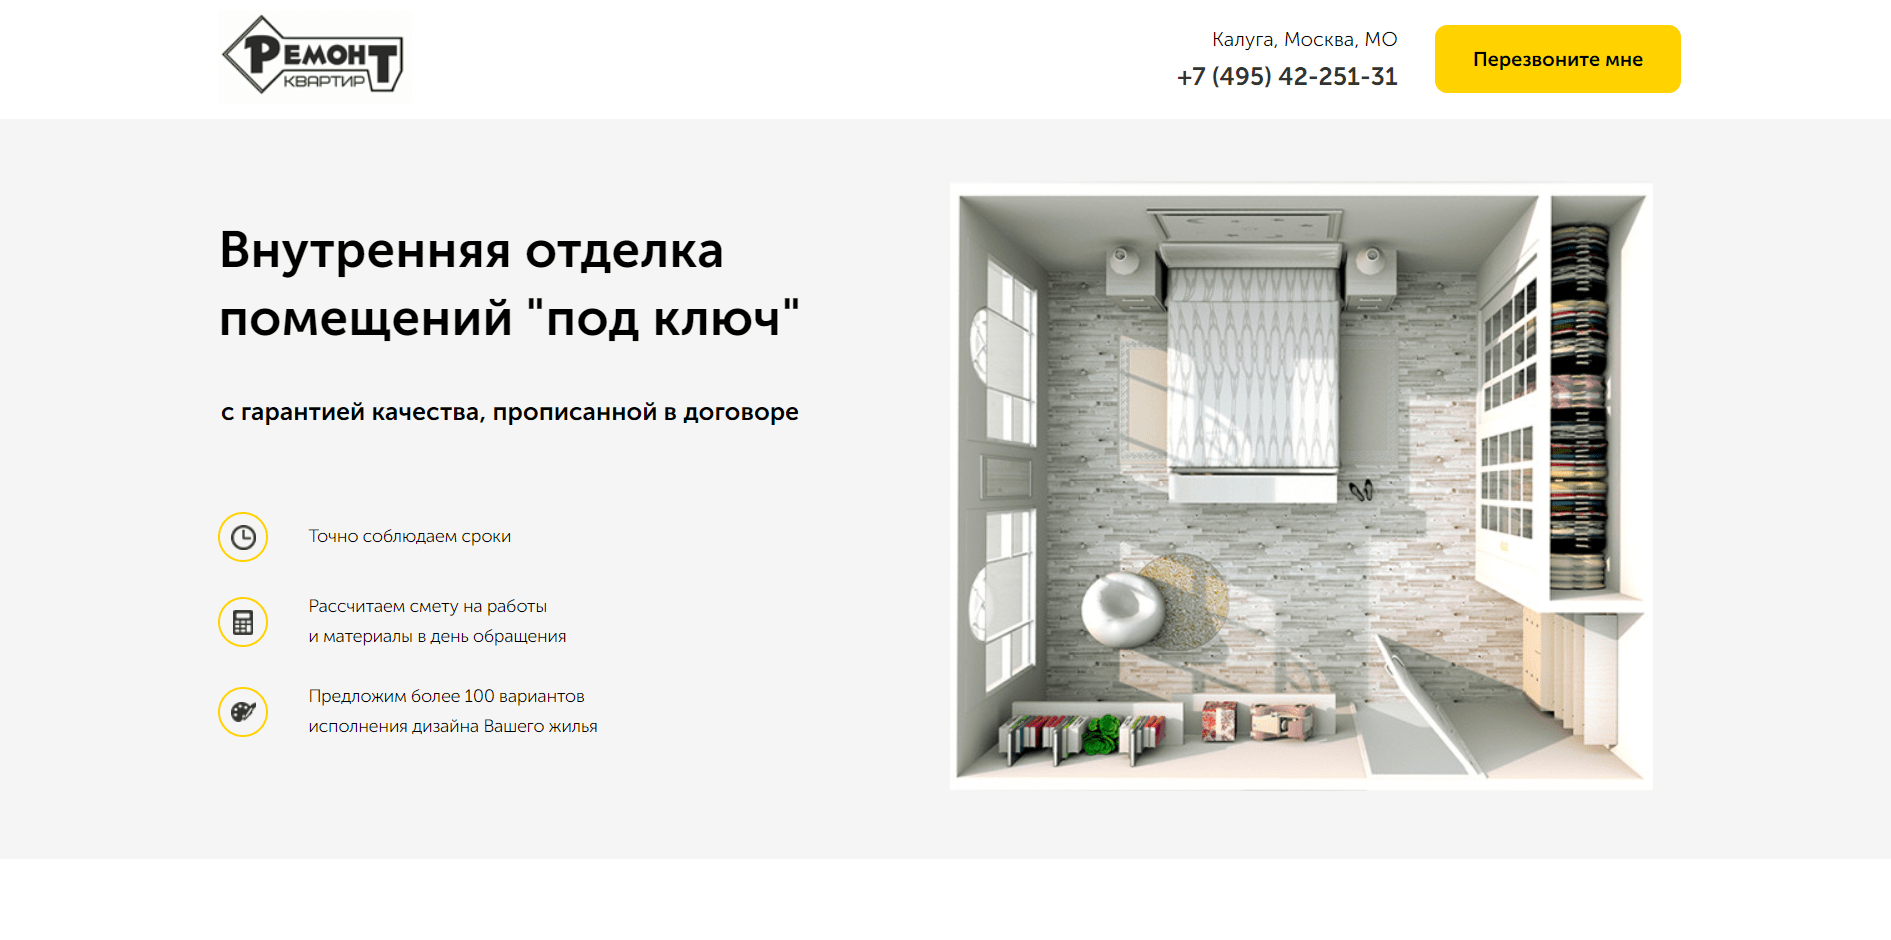 Ремонт
квартир
Калуга, Москва, МО
+7 (495) 42-251-31
Перезвоните мне
Внутренняя отделка
помещений "под ключ"
с гарантией качества, прописанной в договоре
Точно соблюдаем сроки
Рассчитаем смету на работы
и материалы в день обращения
Предложим более 100 вариантов
исполнения дизайна Вашего жилья